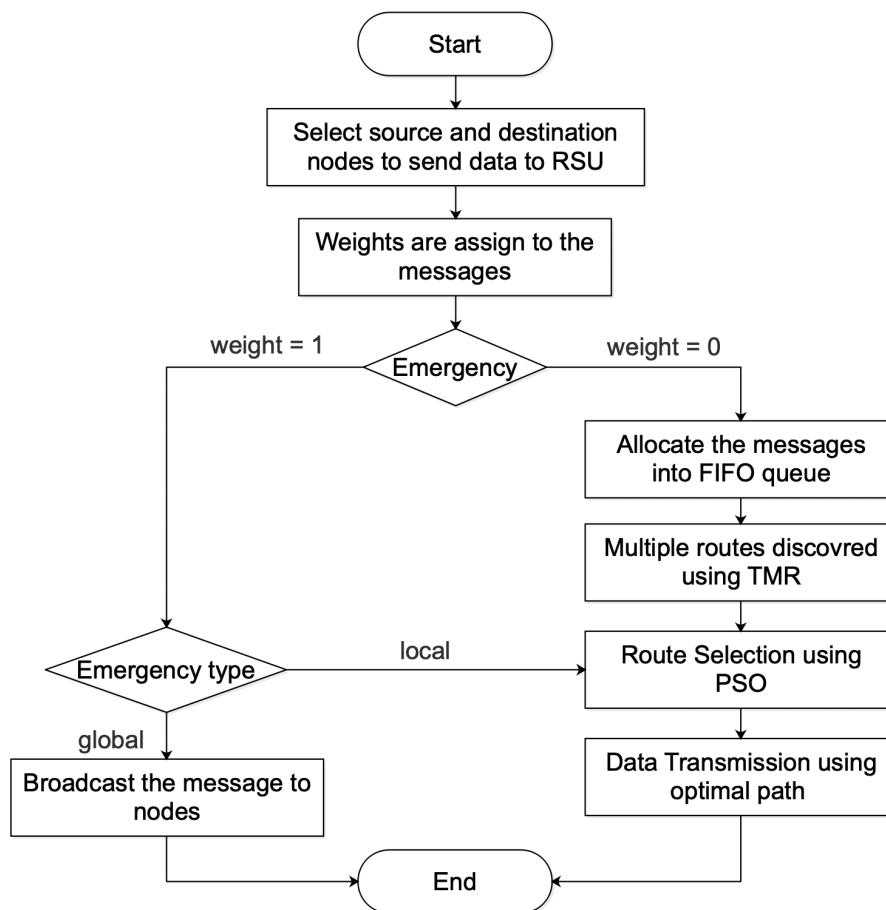 Start
Select source and destination
nodes to send data to RSU
Weights are assign to the
messages
weight = 1
Emergency
weight = 0
Allocate the messages
into FIFO queue
Multiple routes discovred
using TMR
Emergency type
local
Route Selection using
PSO
global
Broadcast the message to
nodes
Data Transmission using
optimal path
End